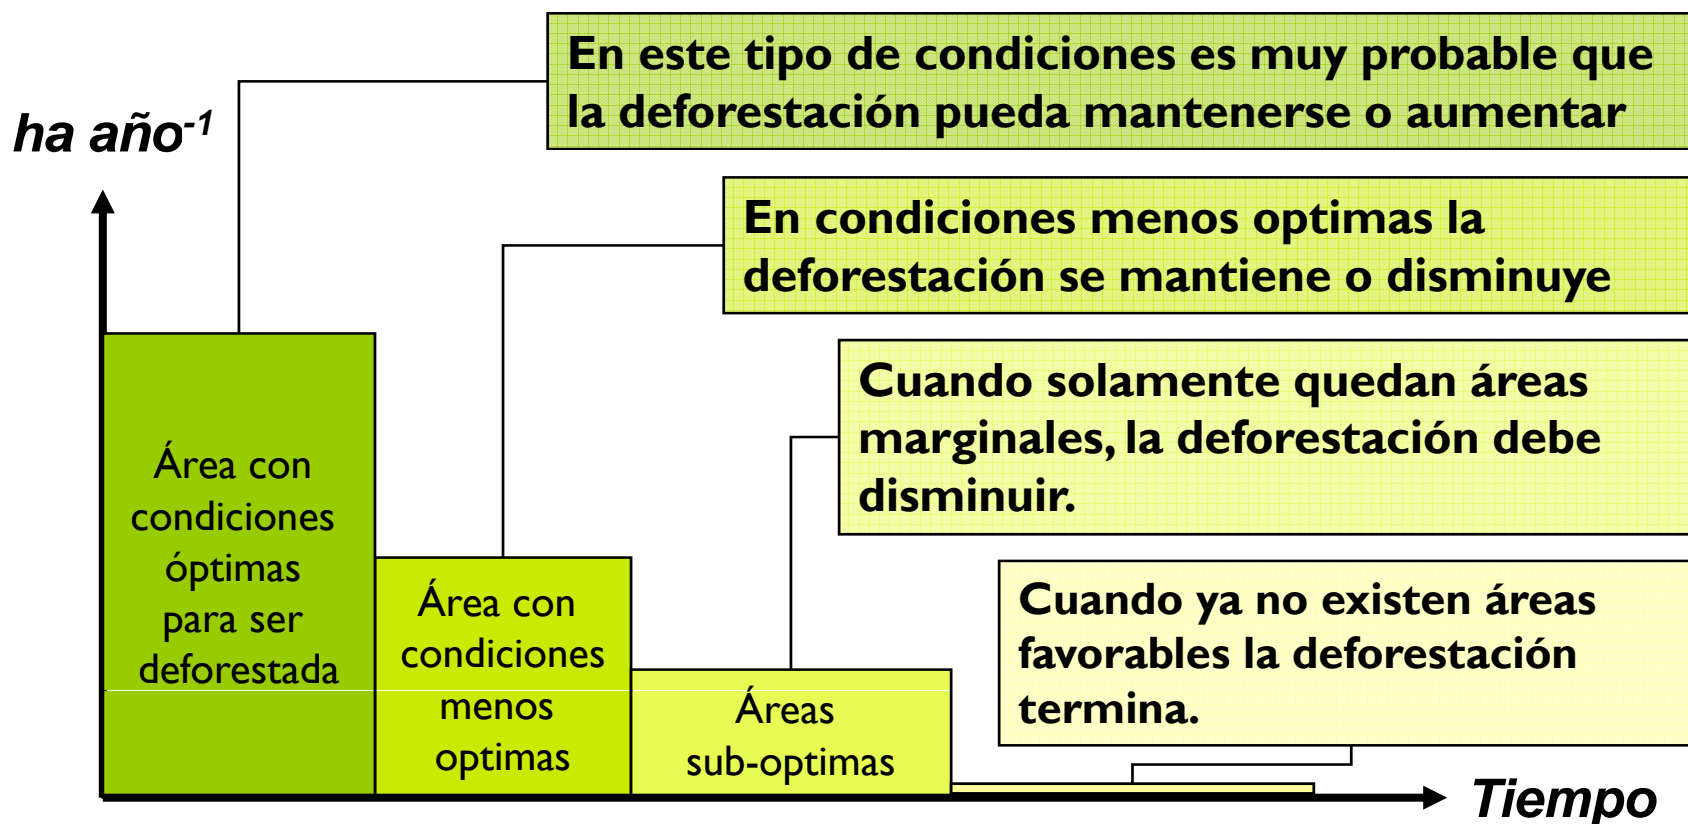 En este tipo de condiciones es muy probable que
la deforestación pueda mantenerse o aumentar
ha año-1
En condiciones menos optimas la
deforestación se mantiene o disminuye
Cuando solamente quedan áreas
marginales, la deforestación debe
disminuir.
Cuando ya no existen áreas
favorables la deforestación
termina.
Área con
condiciones
óptimas
para ser
deforestada
Área con
condiciones
menos
optimas
Áreas
sub-optimas
Tiempo